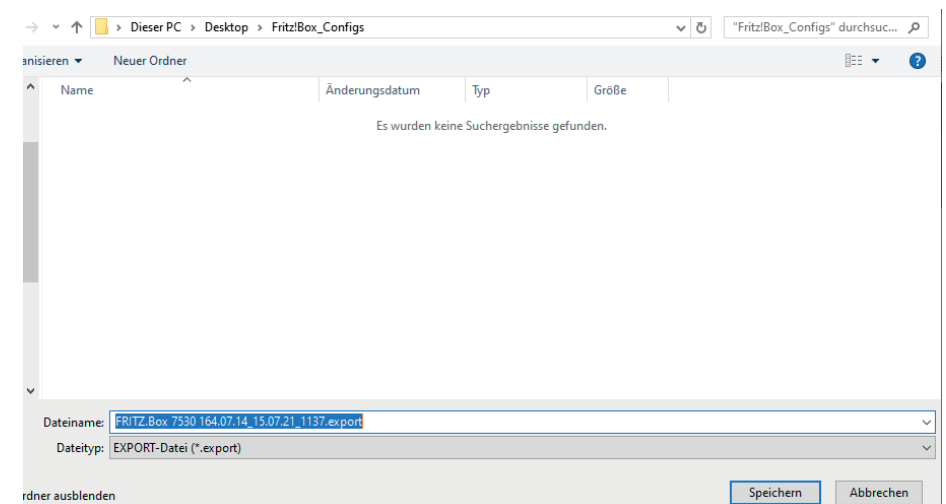 Dieser PC > Desktop > Fritz!Box_Configs "Fritz!Box_Configs" durchsuc...
anisieren Neuer Ordner
Name Änderungsdatum Typ Größe
Es wurden keine Suchergebnisse gefunden.
Dateiname: FRITZ.Box 7530 164.07.14_15.07.21_1137.export
Dateityp: EXPORT-Datei (*.export)
rdner ausblenden Speichern Abbrechen